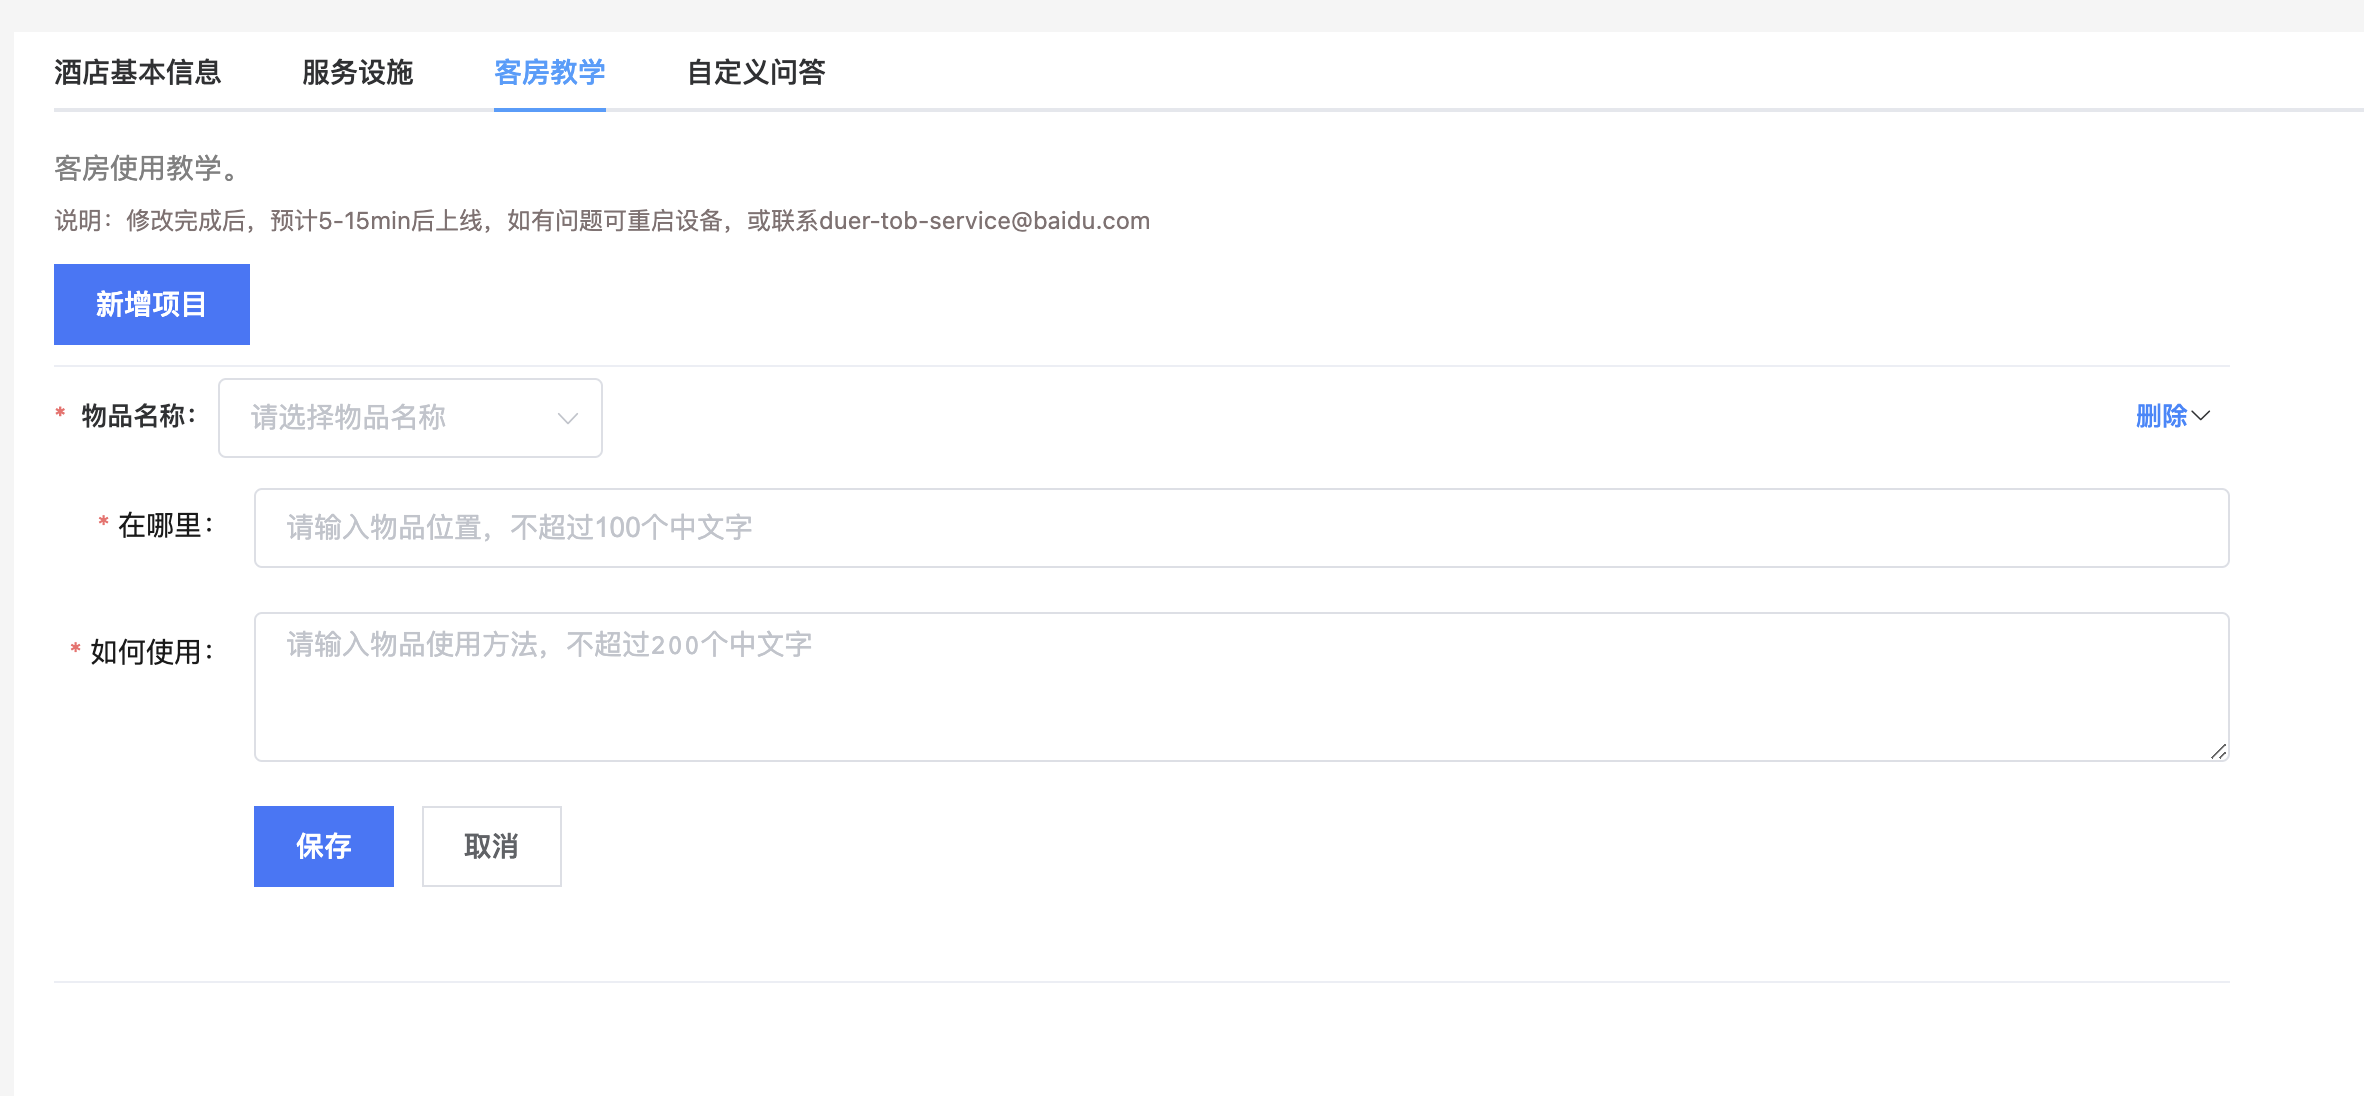 酒店基本信息 服务设施 客房教学 自定义问答
客房使用教学。
说明：修改完成后，预计5-15min后上线，如有问题可重启设备，或联系duer-tob-service@baidu.com
新增项目
* 物品名称： 请选择物品名称 删除
* 在哪里： 请输入物品位置，不超过100个中文字
* 如何使用： 请输入物品使用方法，不超过200个中文字
保存 取消